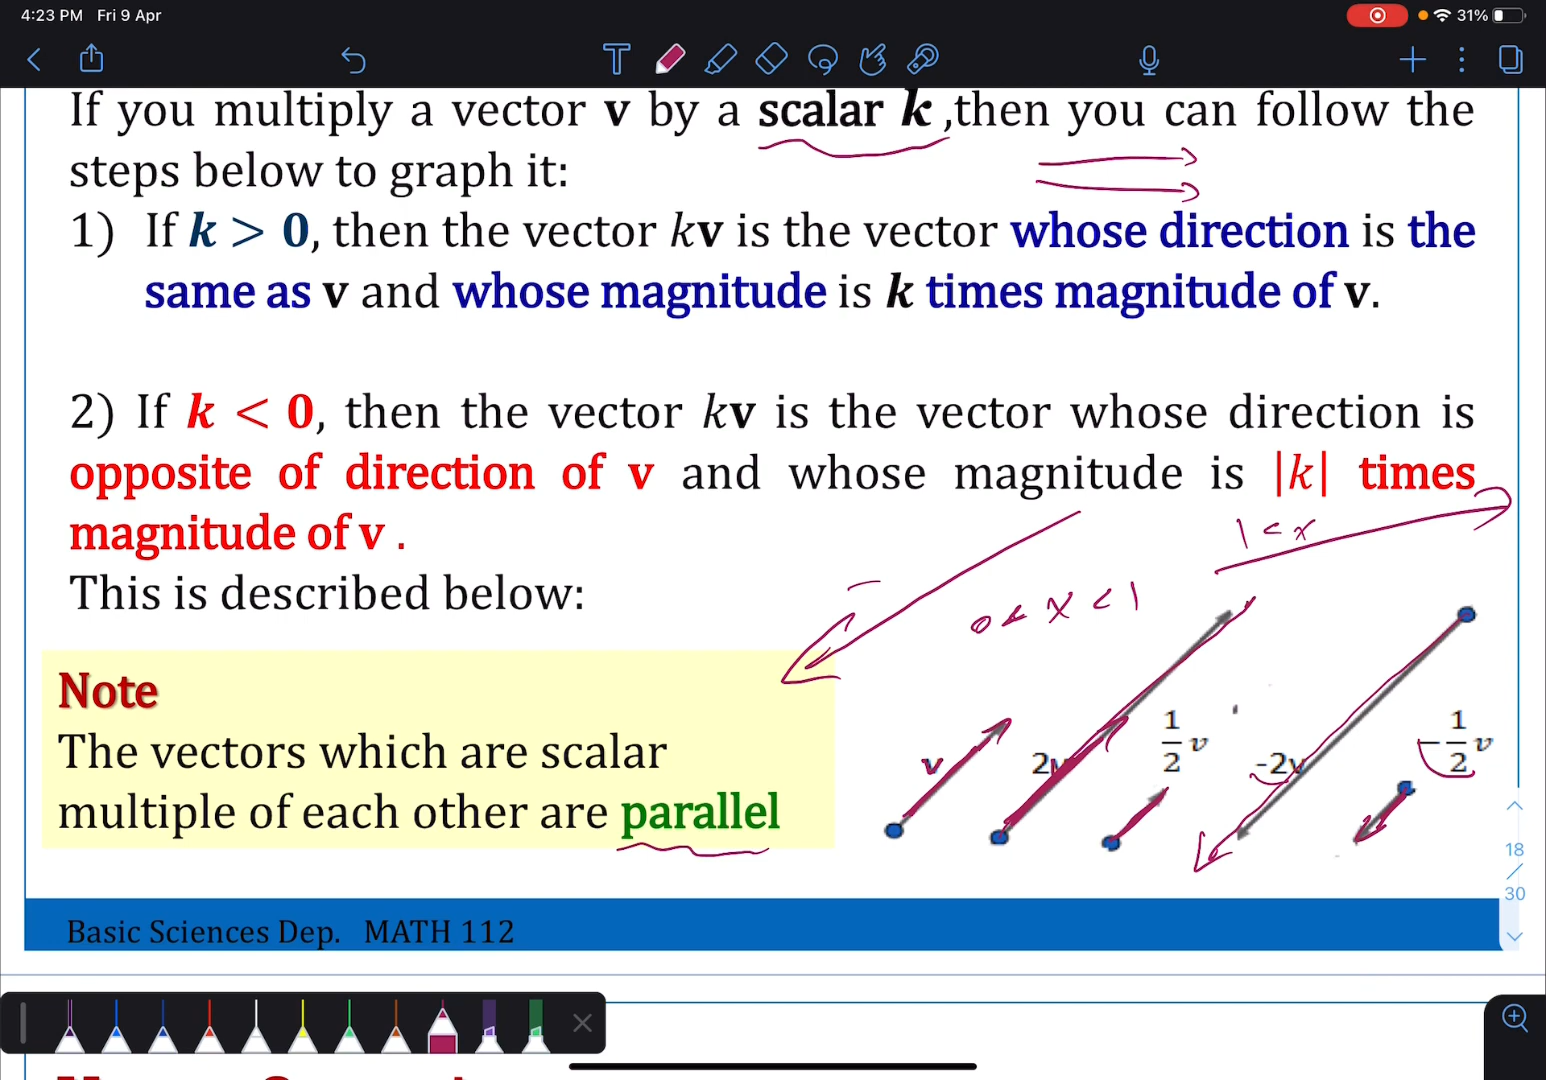 4:23 PM Fri 9 Apr
31%
If you multiply a vector v by a scalar k ,then you can follow the
steps below to graph it:
1) If k > 0, then the vector kv is the vector whose direction is the
same as v and whose magnitude is k times magnitude of v.
2) If k < 0, then the vector kv is the vector whose direction is
opposite of direction of v and whose magnitude is |k| times
magnitude of v .
1 < x
This is described below:
0 < x < 1
Note
The vectors which are scalar
multiple of each other are parallel
v
2v
1/2 v
-2v
-1/2 v
18
/
30
Basic Sciences Dep. MATH 112